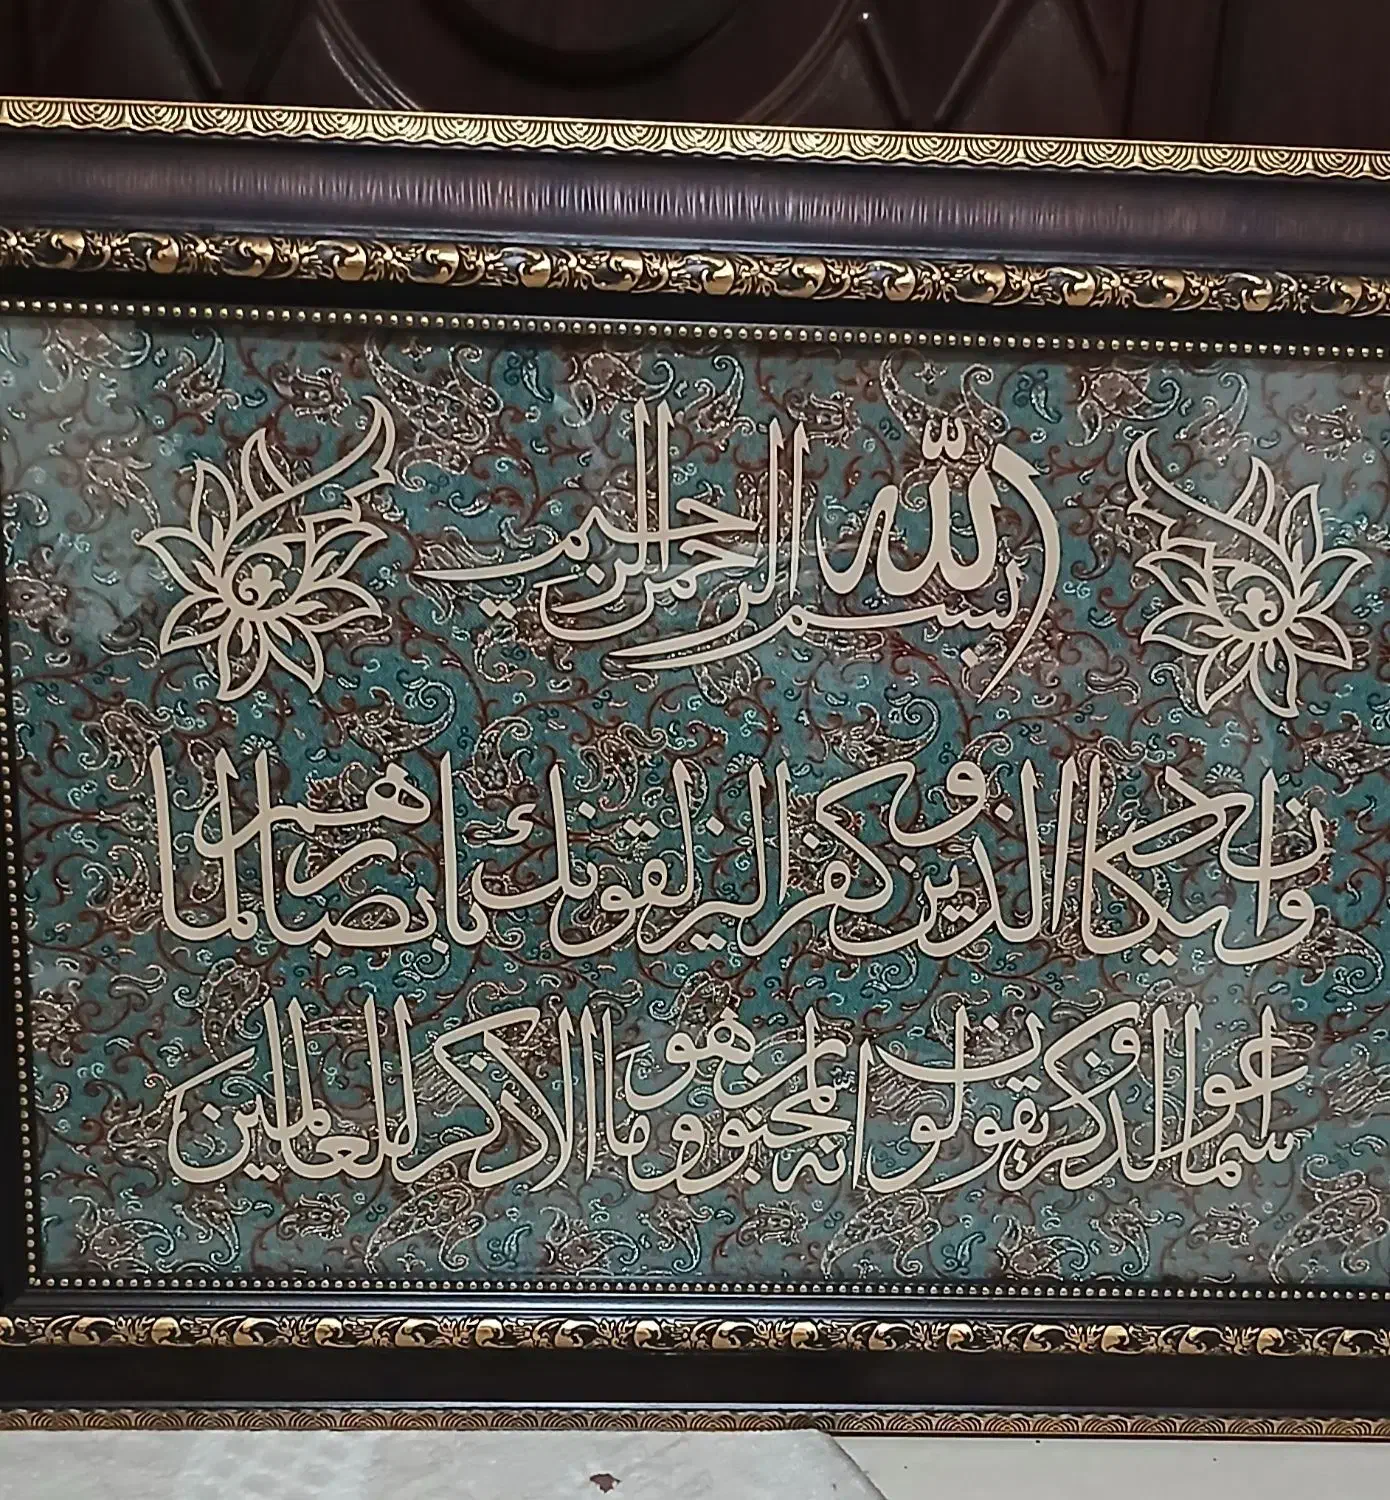 بسم الله الرحمن الرحيم
وان يكاد الذين كفروا ليزلقونك بابصارهم لما
سمعوا الذكر ويقولون انه لمجنون وما هو الا ذكر للعالمين